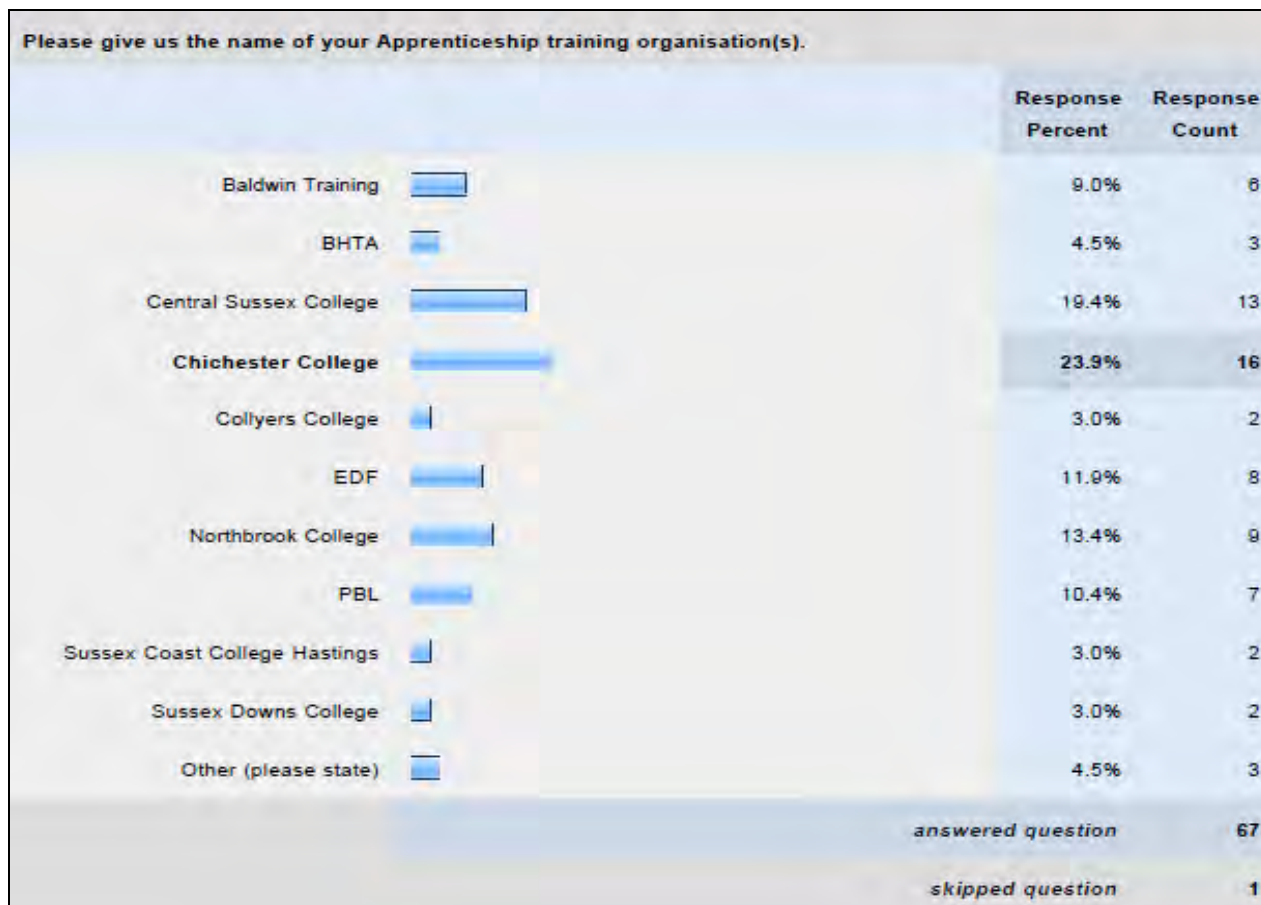 Please give us the name of your Apprenticeship training organisation(s).
Response Percent Response Count
Baldwin Training 9.0% 6
BHTA 4.5% 3
Central Sussex College 19.4% 13
Chichester College 23.9% 16
Collyers College 3.0% 2
EDF 11.9% 8
Northbrook College 13.4% 9
PBL 10.4% 7
Sussex Coast College Hastings 3.0% 2
Sussex Downs College 3.0% 2
Other (please state) 4.5% 3
answered question 67
skipped question 1